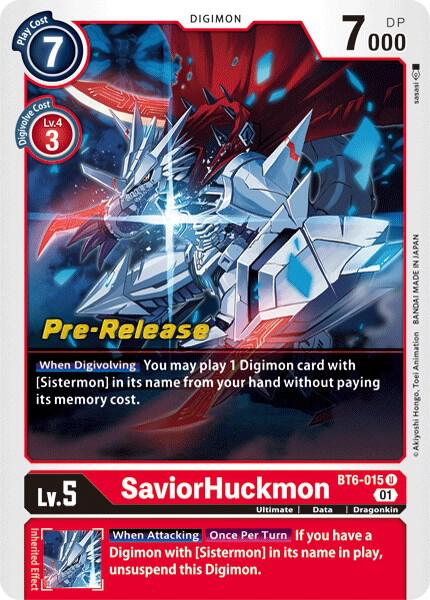 Play Cost
7
DIGIMON
7000
DP
sasasi
Digivolve Cost
Lv.4
3
Pre-Release
When Digivolving You may play 1 Digimon card with
[Sistermon] in its name from your hand without paying
its memory cost.
© Akiyoshi Hongo, Toei Animation BANDAI MADE IN JAPAN
Lv.5
SaviorHuckmon
BT6-015 U
01
Ultimate | Data | Dragonkin
Inherited Effect
When Attacking Once Per Turn If you have a
Digimon with [Sistermon] in its name in play,
unsuspend this Digimon.